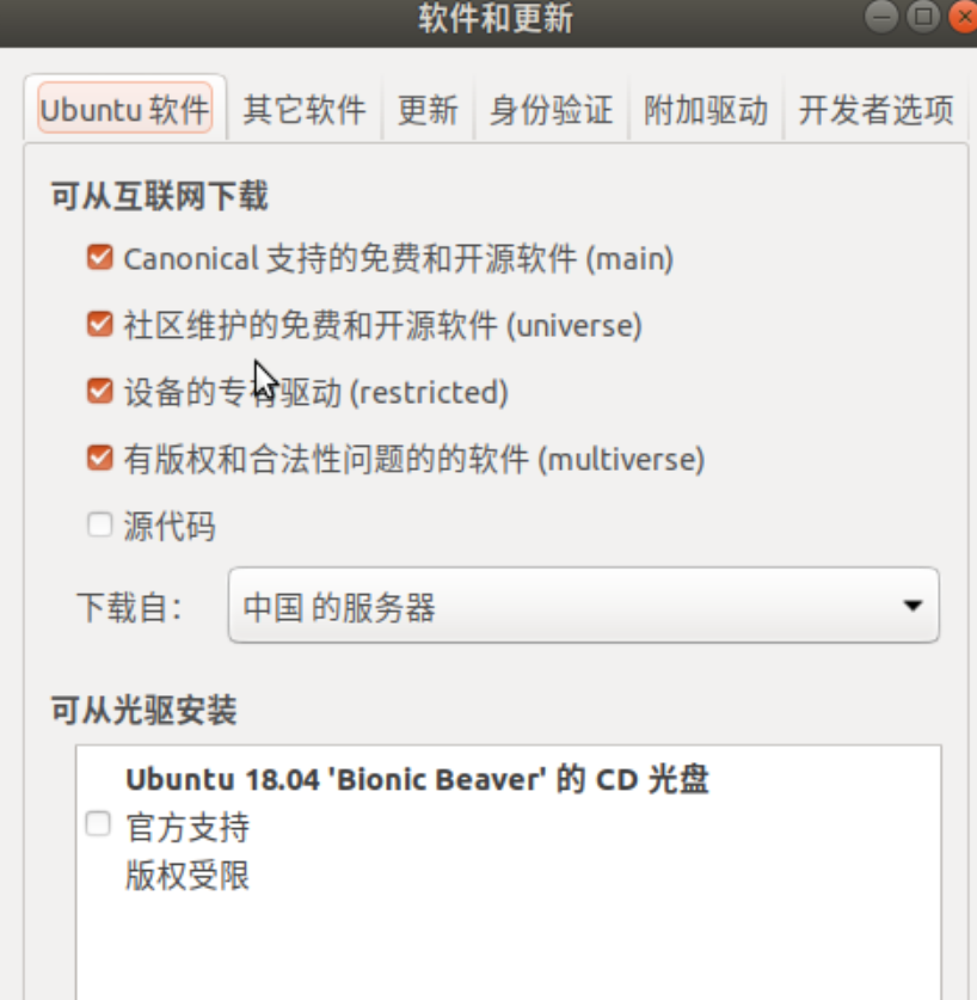 软件和更新
Ubuntu 软件 其它软件 更新 身份验证 附加驱动 开发者选项
可从互联网下载
Canonical 支持的免费和开源软件 (main)
社区维护的免费和开源软件 (universe)
设备的专有驱动 (restricted)
有版权和合法性问题的的软件 (multiverse)
源代码
下载自： 中国 的服务器
可从光驱安装
Ubuntu 18.04 'Bionic Beaver' 的 CD 光盘
官方支持
版权受限